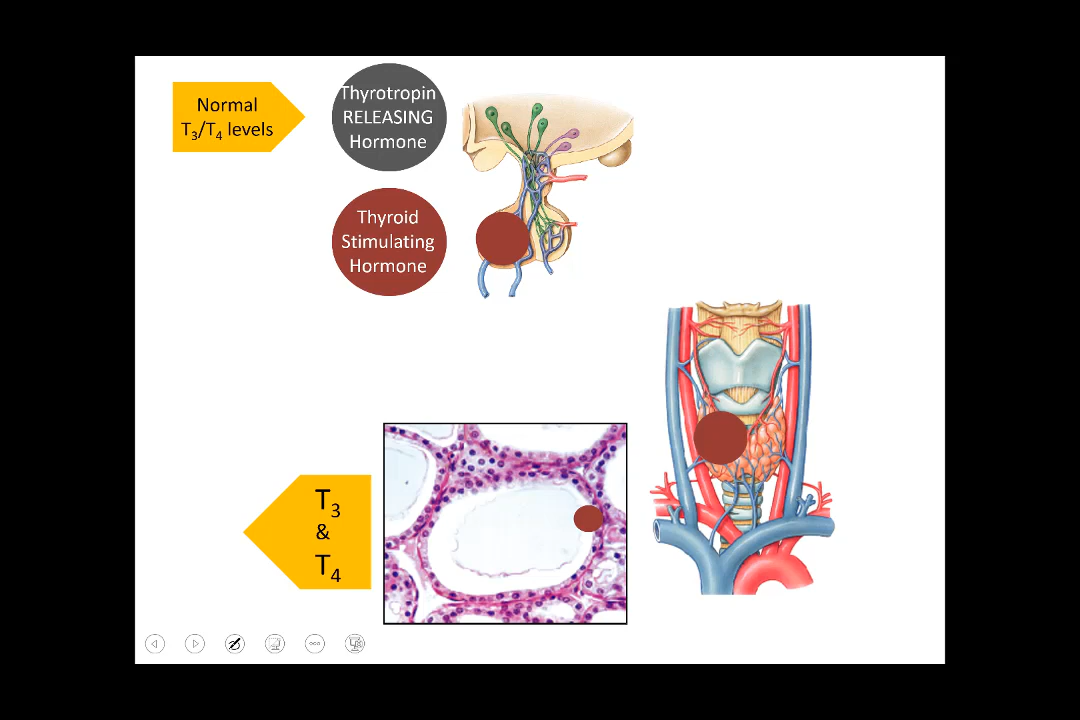 Normal
T₃/T₄ levels
Thyrotropin
RELEASING
Hormone
Thyroid
Stimulating
Hormone
T₃
&
T₄